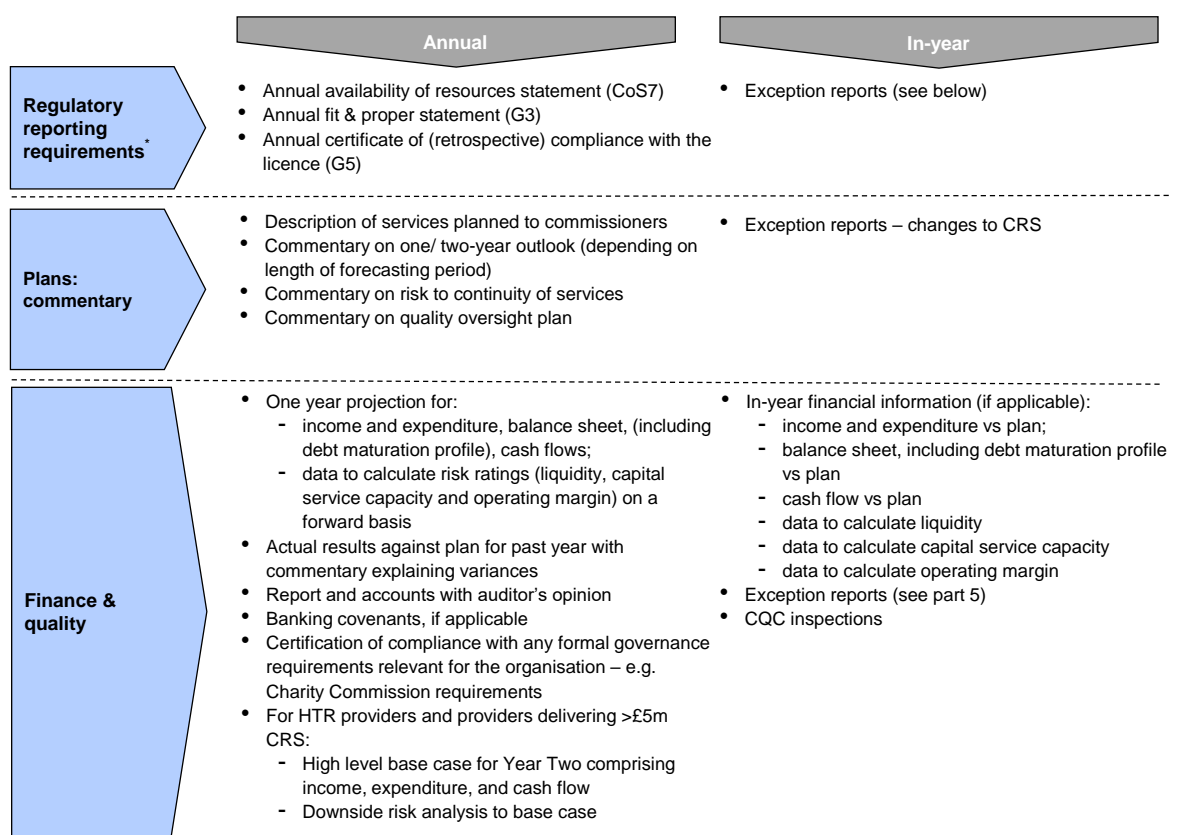 Annual
In-year
Regulatory
reporting
requirements*
• Annual availability of resources statement (CoS7)
• Annual fit & proper statement (G3)
• Annual certificate of (retrospective) compliance with the
licence (G5)
• Exception reports (see below)
Plans:
commentary
• Description of services planned to commissioners
• Commentary on one/ two-year outlook (depending on
length of forecasting period)
• Commentary on risk to continuity of services
• Commentary on quality oversight plan
• Exception reports – changes to CRS
Finance &
quality
• One year projection for:
- income and expenditure, balance sheet, (including
debt maturation profile), cash flows;
- data to calculate risk ratings (liquidity, capital
service capacity and operating margin) on a
forward basis
• Actual results against plan for past year with
commentary explaining variances
• Report and accounts with auditor’s opinion
• Banking covenants, if applicable
• Certification of compliance with any formal governance
requirements relevant for the organisation – e.g.
Charity Commission requirements
• For HTR providers and providers delivering >£5m
CRS:
- High level base case for Year Two comprising
income, expenditure, and cash flow
- Downside risk analysis to base case
• In-year financial information (if applicable):
- income and expenditure vs plan;
- balance sheet, including debt maturation profile
vs plan
- cash flow vs plan
- data to calculate liquidity
- data to calculate capital service capacity
- data to calculate operating margin
• Exception reports (see part 5)
• CQC inspections